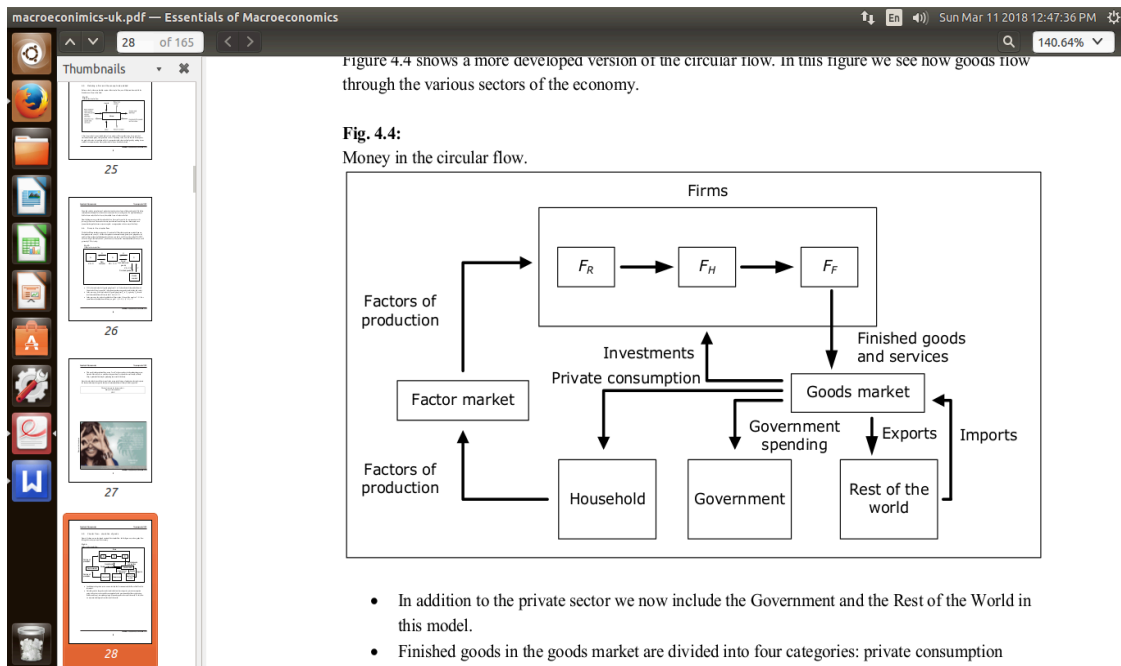 macroeconimics-uk.pdf — Essentials of Macroeconomics
En
Sun Mar 11 2018 12:47:36 PM
28 of 165
140.64%
Thumbnails
25
26
27
28
Figure 4.4 shows a more developed version of the circular flow. In this figure we see how goods flow
through the various sectors of the economy.
Fig. 4.4:
Money in the circular flow.
Firms
FR
FH
FF
Factors of
production
Finished goods
and services
Investments
Private consumption
Factor market
Goods market
Government
spending
Exports
Imports
Factors of
production
Household
Government
Rest of the
world
• In addition to the private sector we now include the Government and the Rest of the World in
this model.
• Finished goods in the goods market are divided into four categories: private consumption